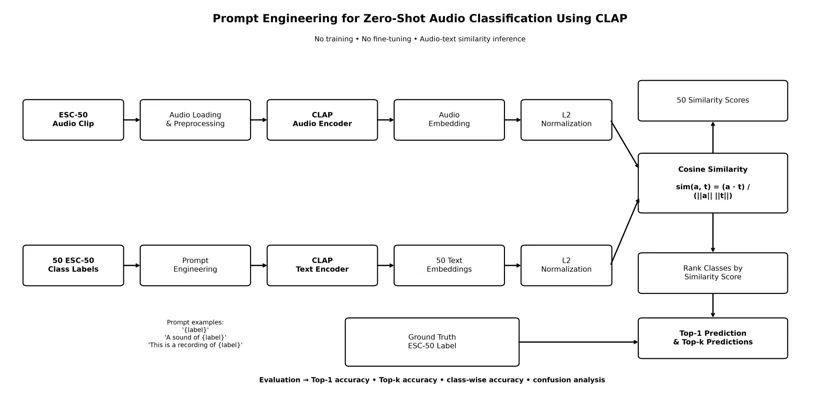 Prompt Engineering for Zero-Shot Audio Classification Using CLAP
No training • No fine-tuning • Audio-text similarity inference
ESC-50
Audio Clip
Audio Loading
& Preprocessing
CLAP
Audio Encoder
Audio
Embedding
L2
Normalization
50 Similarity Scores
Cosine Similarity
sim(a, t) = (a · t) /
(||a|| ||t||)
50 ESC-50
Class Labels
Prompt
Engineering
CLAP
Text Encoder
50 Text
Embeddings
L2
Normalization
Rank Classes by
Similarity Score
Prompt examples:
'{label}'
'A sound of {label}'
'This is a recording of {label}'
Ground Truth
ESC-50 Label
Top-1 Prediction
& Top-k Predictions
Evaluation → Top-1 accuracy • Top-k accuracy • class-wise accuracy • confusion analysis